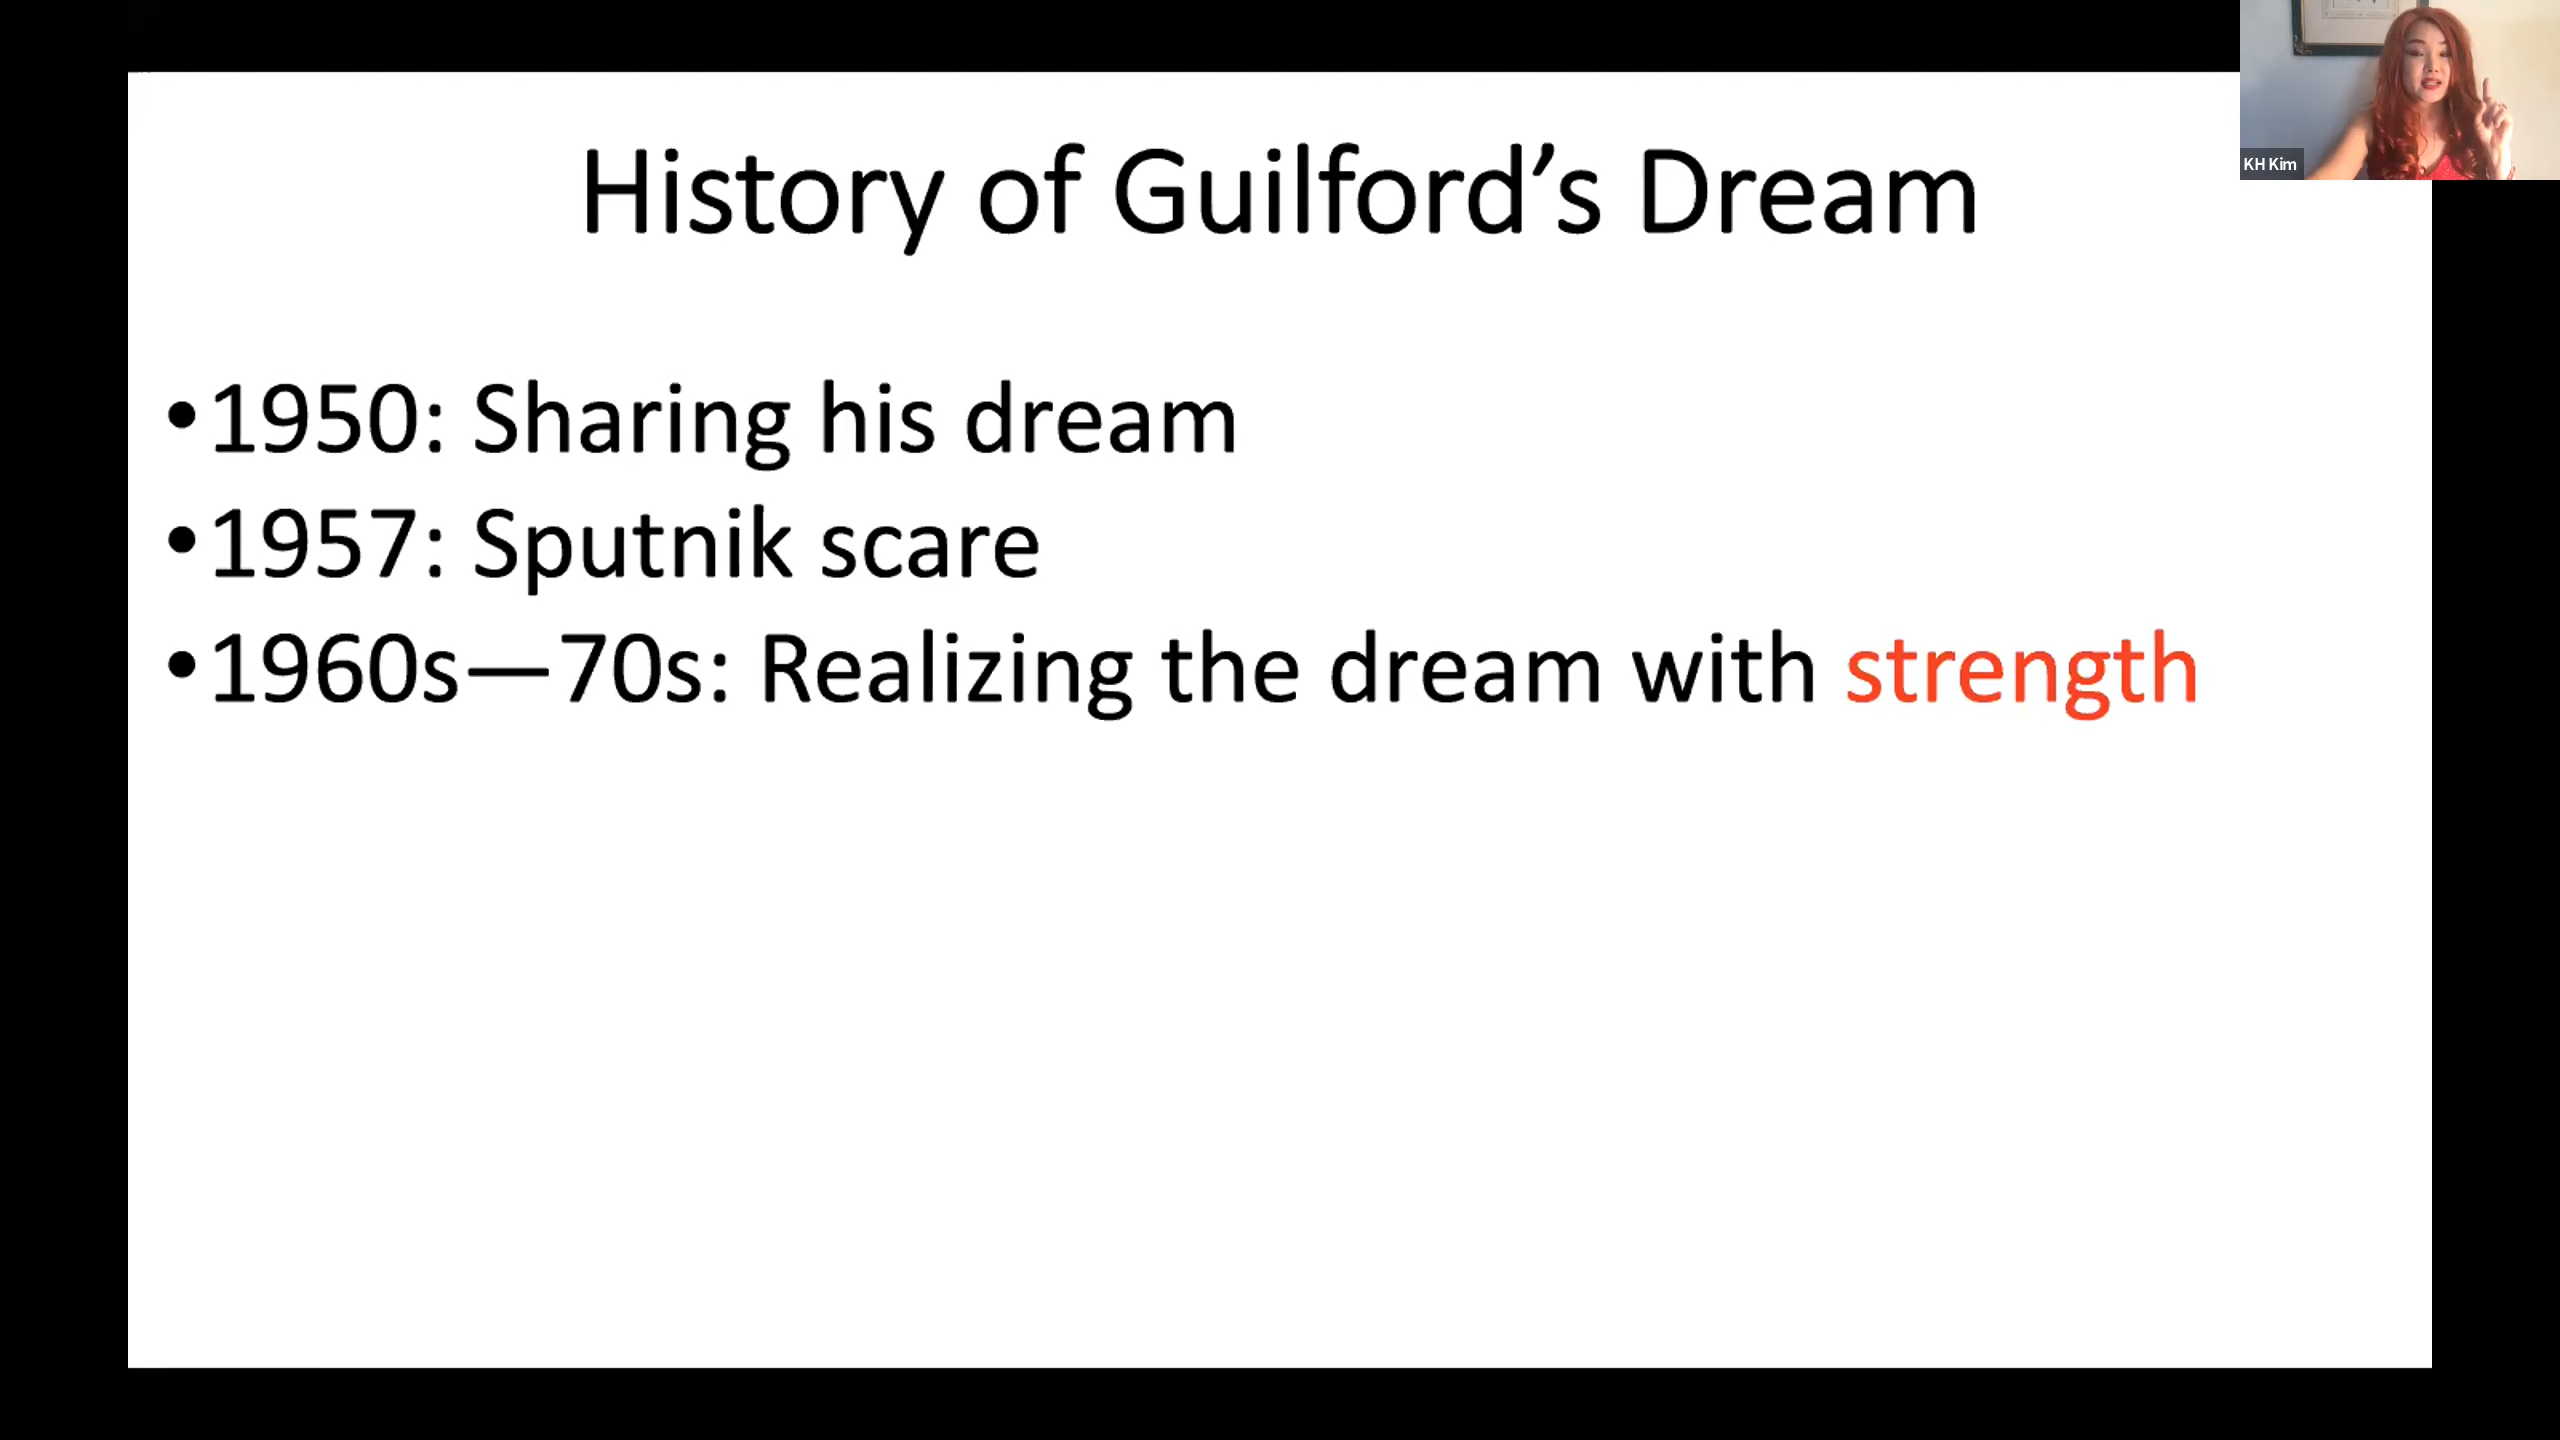 History of Guilford’s Dream
•1950: Sharing his dream
•1957: Sputnik scare
•1960s—70s: Realizing the dream with strength
KH Kim